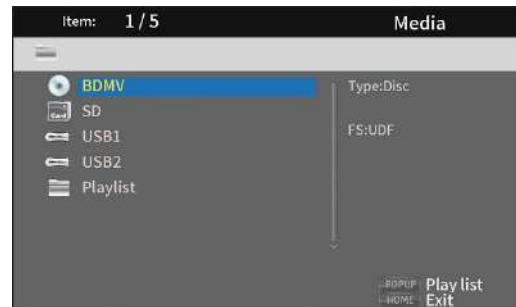 Item: 1/5 Media
BDMV
SD
USB1
USB2
Playlist
Type:Disc
FS:UDF
POPUP Play list
HOME Exit